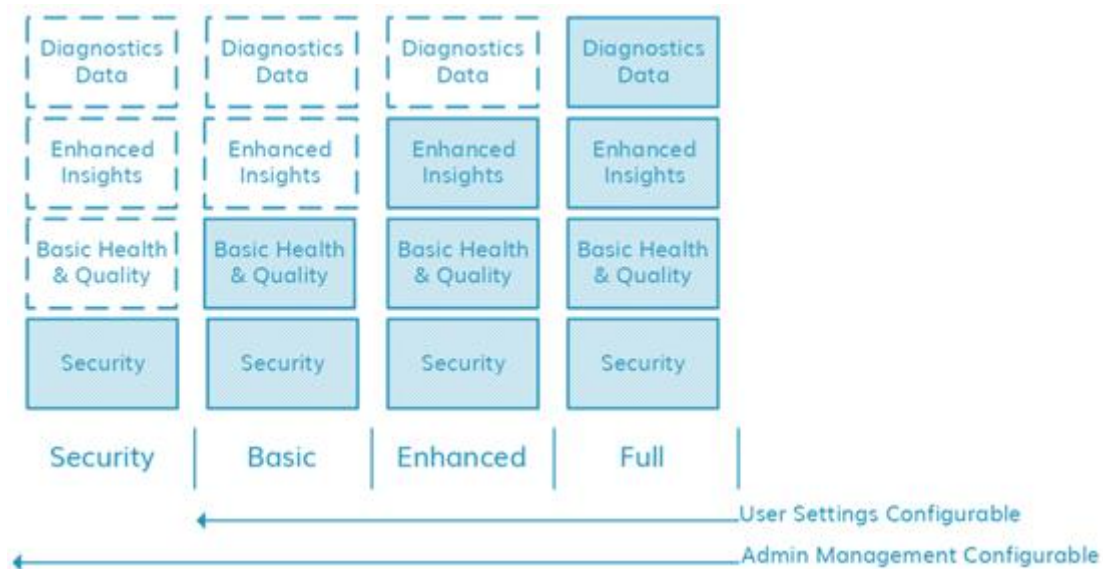 Diagnostics Data
Diagnostics Data
Diagnostics Data
Diagnostics Data
Enhanced Insights
Enhanced Insights
Enhanced Insights
Enhanced Insights
Basic Health & Quality
Basic Health & Quality
Basic Health & Quality
Basic Health & Quality
Security
Security
Security
Security
Security
Basic
Enhanced
Full
User Settings Configurable
Admin Management Configurable